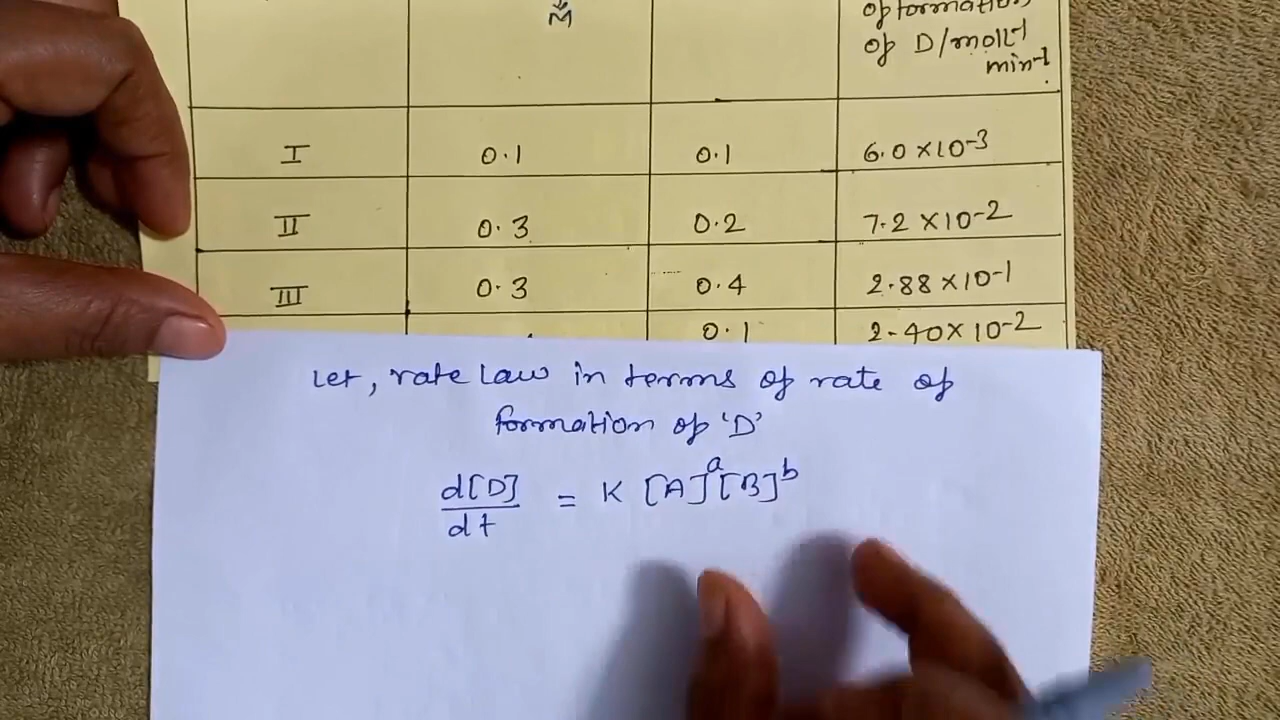 of formation
of D/mol L-1
min-1
M
I 0.1 0.1 6.0 × 10-3
II 0.3 0.2 7.2 × 10-2
III 0.3 0.4 2.88 × 10-1
0.1 2.40 × 10-2
Let, rate law in terms of rate of
formation of 'D'
d[D]/dt = K [A]^a [B]^b